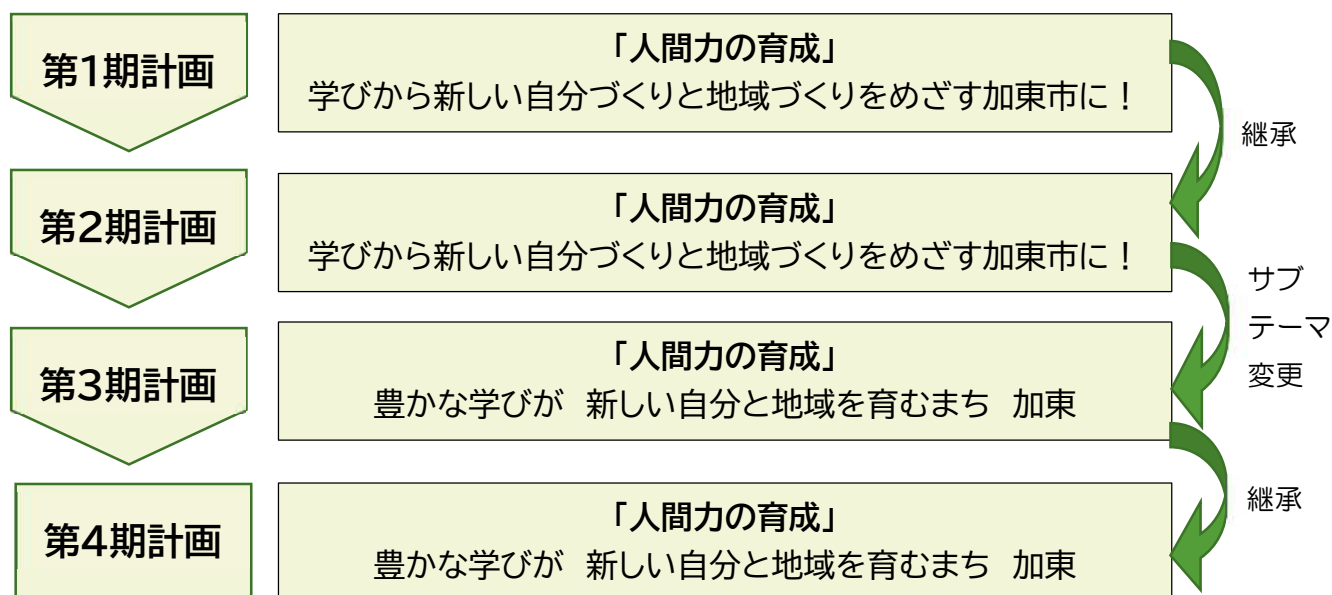 第1期計画
「人間力の育成」
学びから新しい自分づくりと地域づくりをめざす加東市に！
継承
第2期計画
「人間力の育成」
学びから新しい自分づくりと地域づくりをめざす加東市に！
サブ
テーマ
変更
第3期計画
「人間力の育成」
豊かな学びが　新しい自分と地域を育むまち　加東
継承
第4期計画
「人間力の育成」
豊かな学びが　新しい自分と地域を育むまち　加東